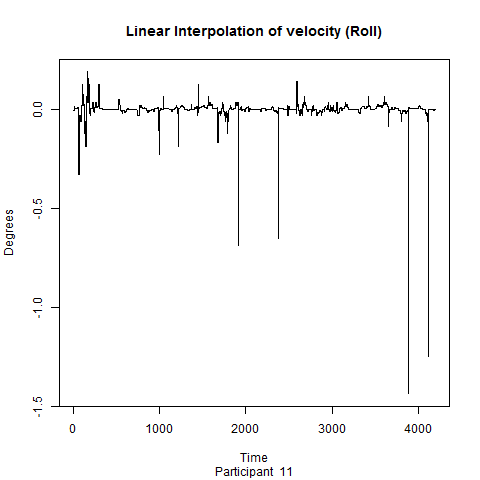 Linear Interpolation of velocity (Roll)
Degrees
0.0
-0.5
-1.0
-1.5
0 1000 2000 3000 4000
Time
Participant 11